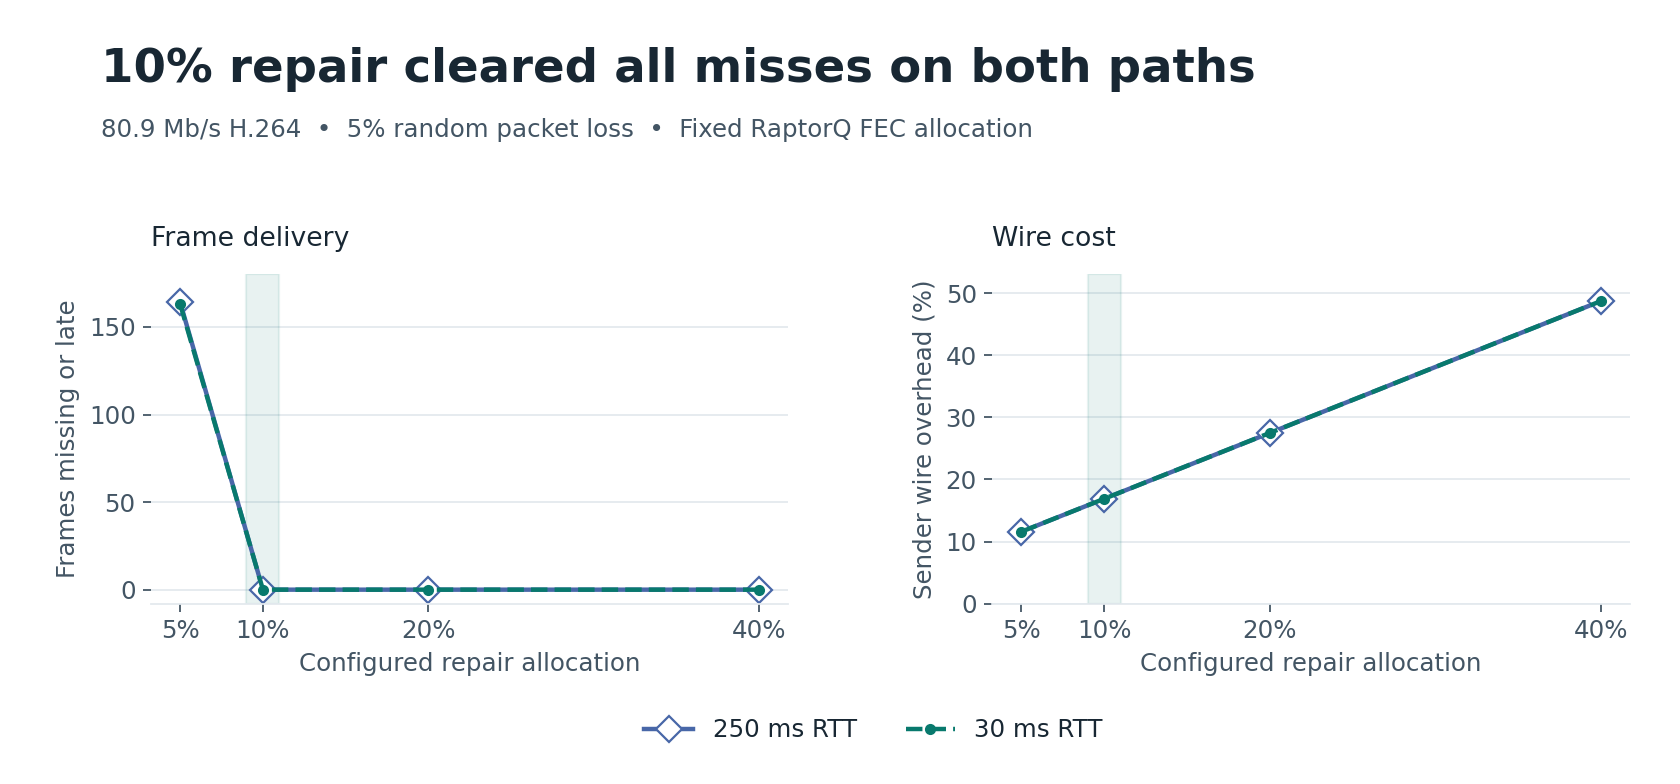 10% repair cleared all misses on both paths
80.9 Mb/s H.264 • 5% random packet loss • Fixed RaptorQ FEC allocation
Frame delivery
Frames missing or late
150
100
50
0
5% 10% 20% 40%
Configured repair allocation
Wire cost
Sender wire overhead (%)
50
40
30
20
10
0
5% 10% 20% 40%
Configured repair allocation
250 ms RTT 30 ms RTT